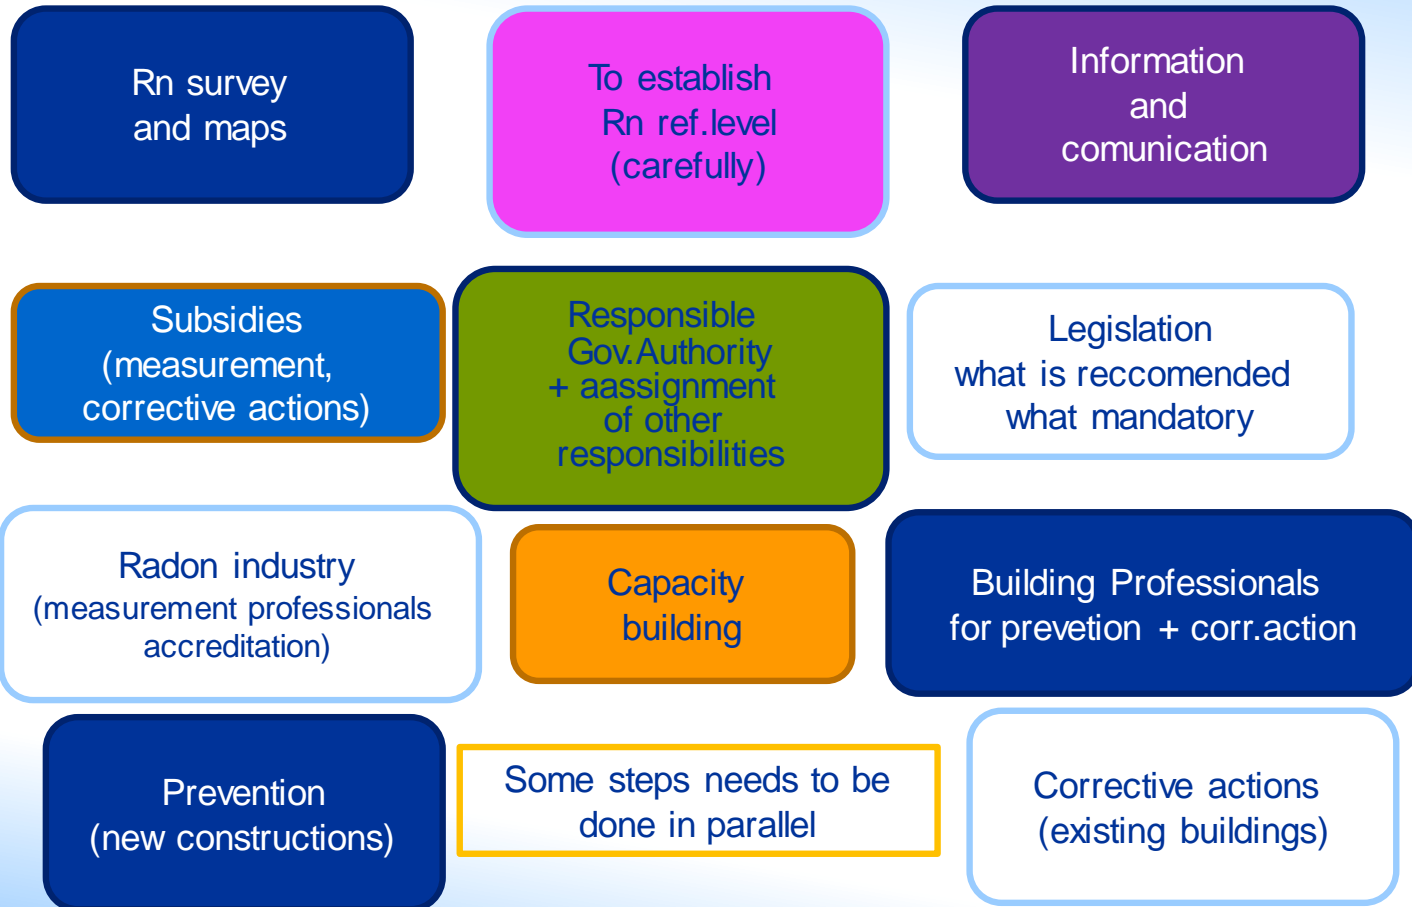 Rn survey
and maps
To establish
Rn ref.level
(carefully)
Information
and
comunication
Subsidies
(measurement,
corrective actions)
Responsible
Gov.Authority
+ aassignment
of other
responsibilities
Legislation
what is reccomended
what mandatory
Radon industry
(measurement professionals
accreditation)
Capacity
building
Building Professionals
for prevetion + corr.action
Prevention
(new constructions)
Some steps needs to be
done in parallel
Corrective actions
(existing buildings)